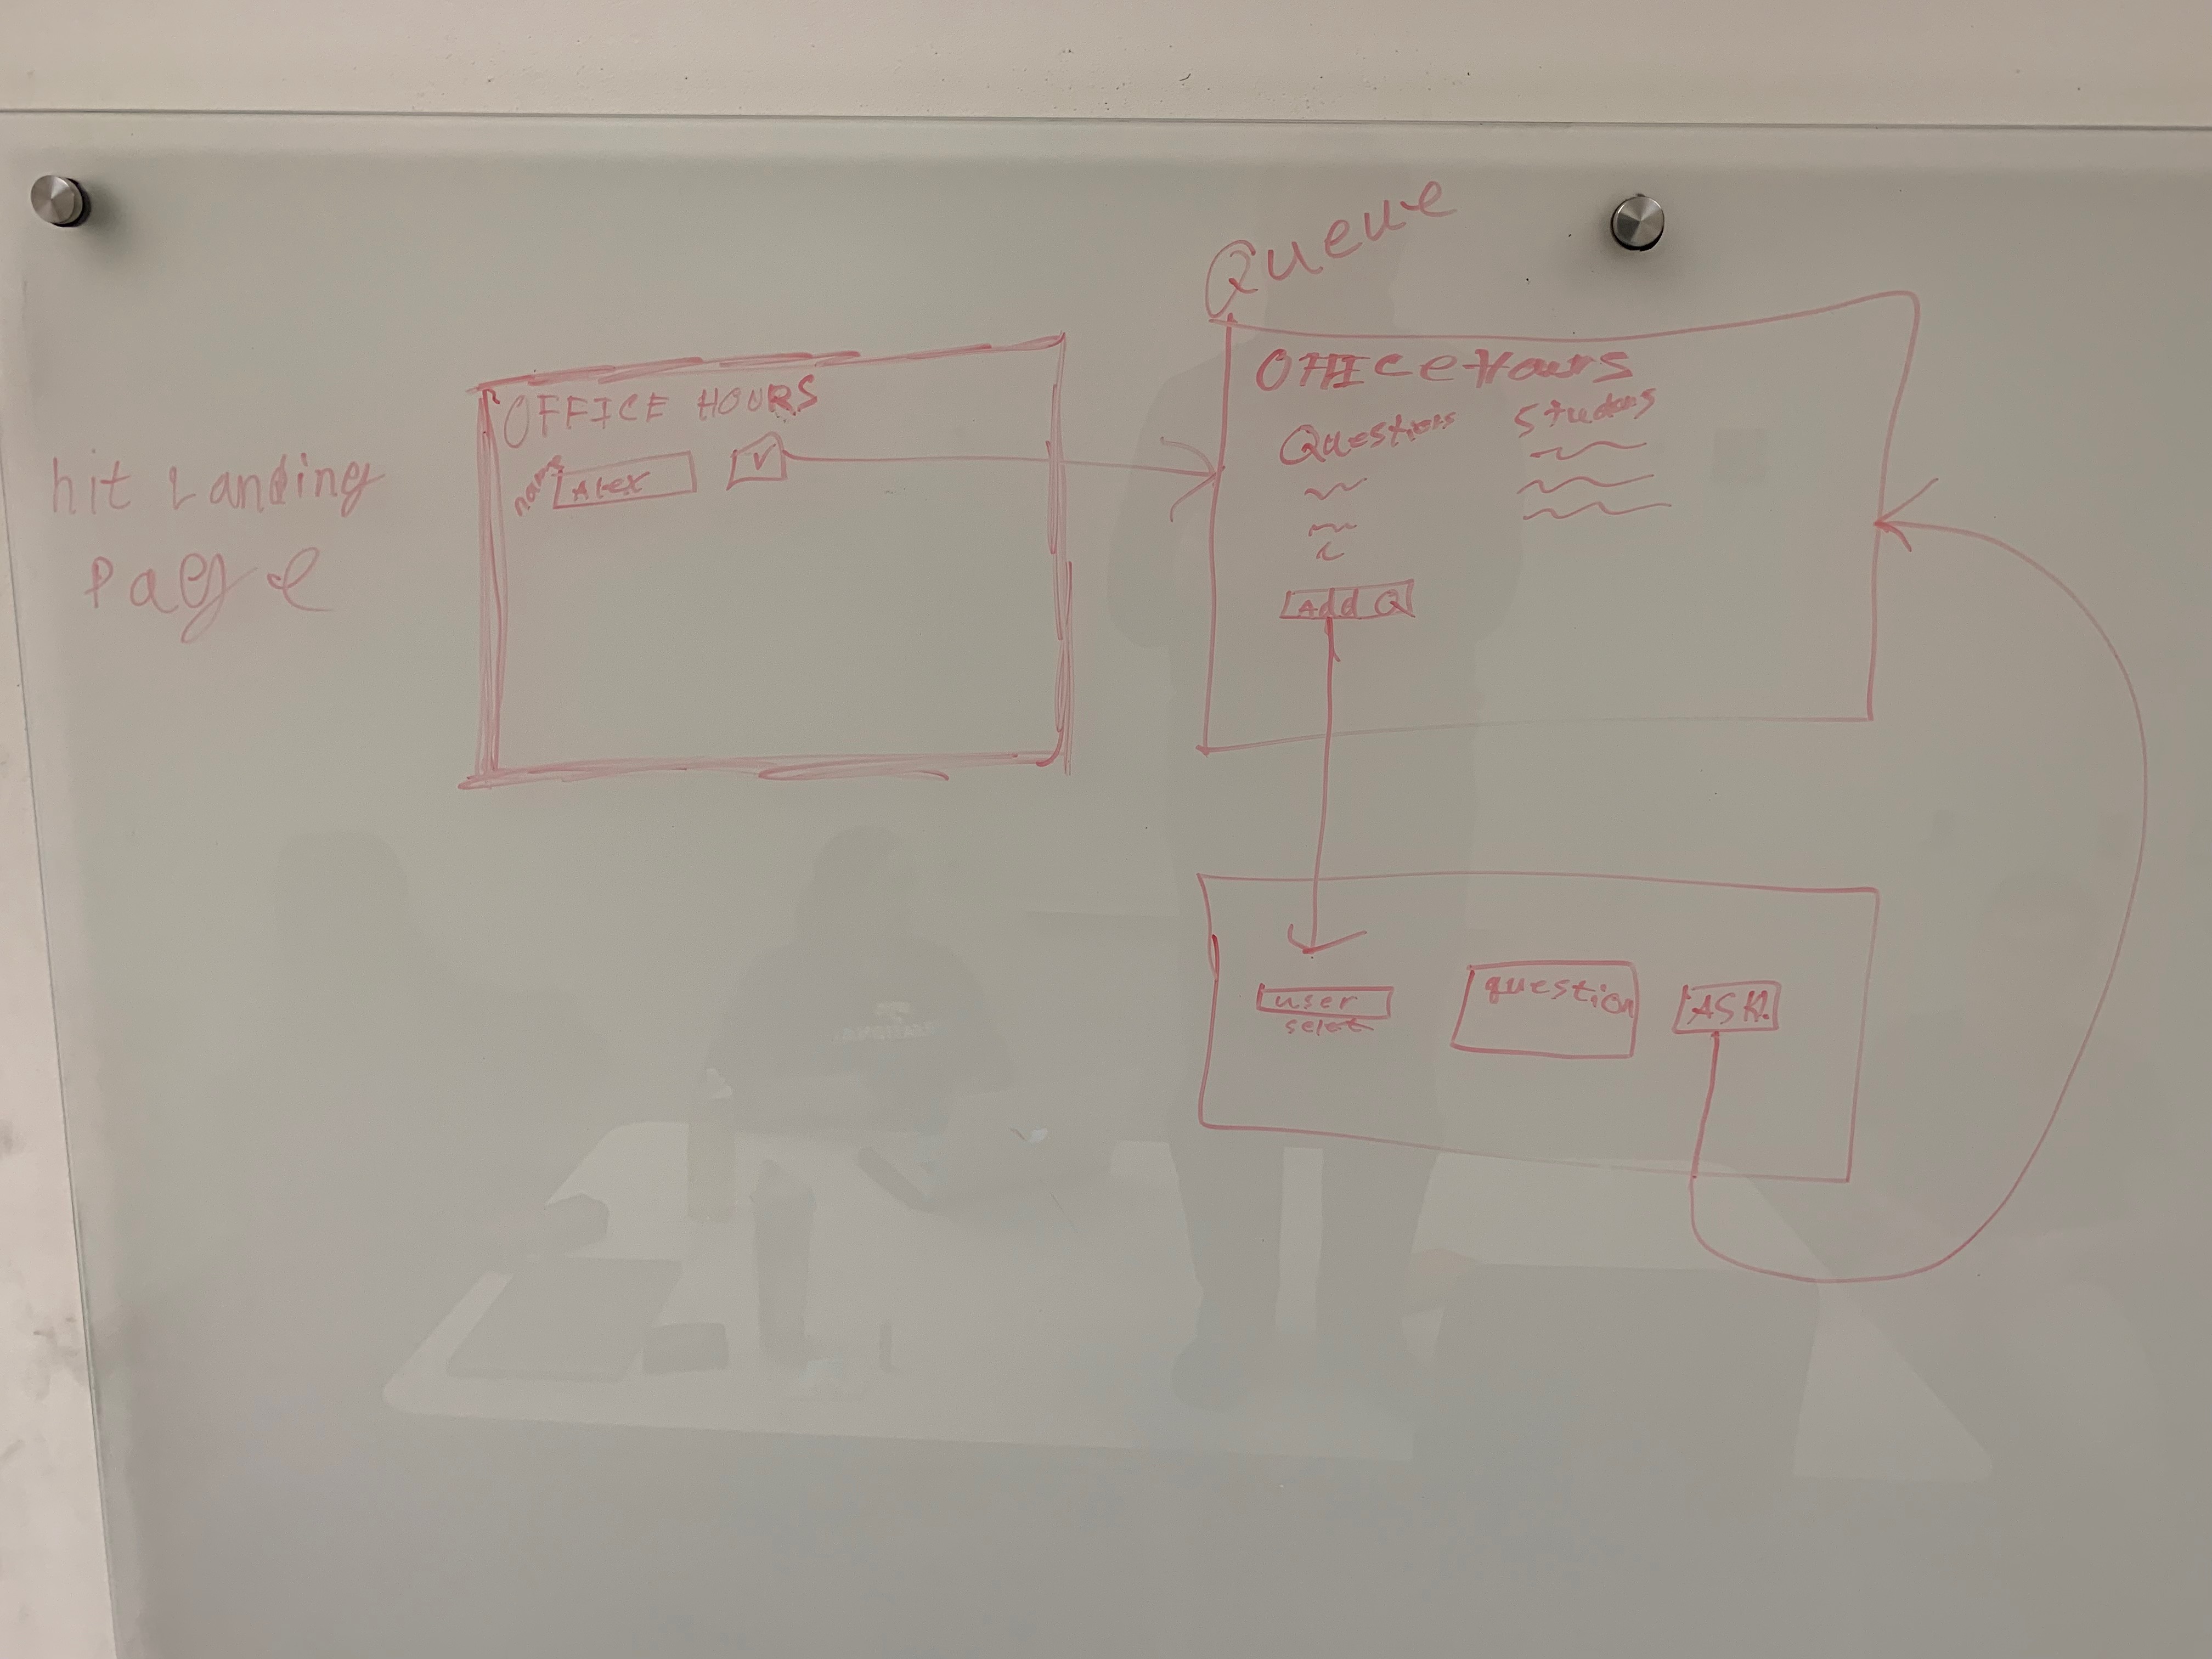 hit Landing
Page
OFFICE HOURS
name
Alex
Queue
OFFICE Hours
Questions
Students
Add Q
user
select
question
ASK